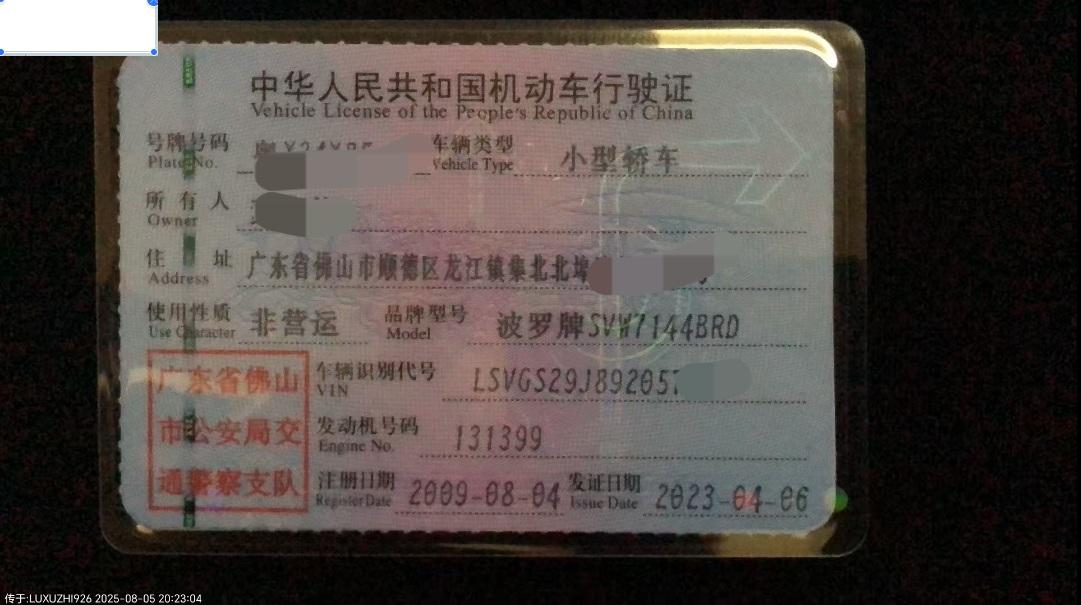 中华人民共和国机动车行驶证
Vehicle License of the People's Republic of China
号牌号码 车辆类型 小型轿车
Plate No. Vehicle Type
所有人
Owner
住址 广东省佛山市顺德区龙江镇集北北埠
Address
使用性质 非营运 品牌型号 波罗牌SVW7144BRD
Use Character Model
广东省佛山 车辆识别代号 LSVGS29J892057
VIN
市公安局交 发动机号码 131399
Engine No.
通警察支队 注册日期 2009-08-04 发证日期 2023-04-06
Register Date Issue Date
传于:LUXUZHI926 2025-08-05 20:23:04